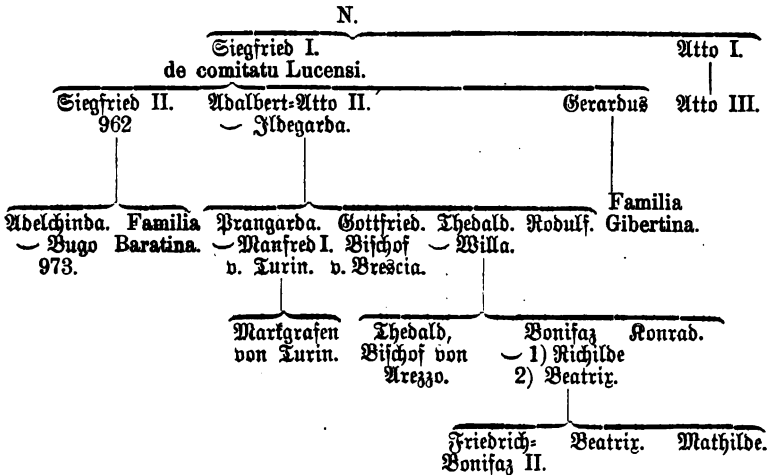 N.
Siegfried I. Atto I.
de comitatu Lucensi.
Siegfried II. Adalbert=Atto II. Gerardus Atto III.
962 ⌣ Ildegarda.
Familia
Adelchinda. Familia Prangarda. Gottfried. Thedald. Rodulf. Gibertina.
⌣ Bugo Baratina. ⌣ Manfred I. Bischof ⌣ Willa.
973. v. Turin. v. Brescia.
Markgrafen Thedald, Bonifaz Konrad.
von Turin. Bischof von ⌣ 1) Richilde
Arezzo. 2) Beatrix.
Friedrich= Beatrix. Mathilde.
Bonifaz II.